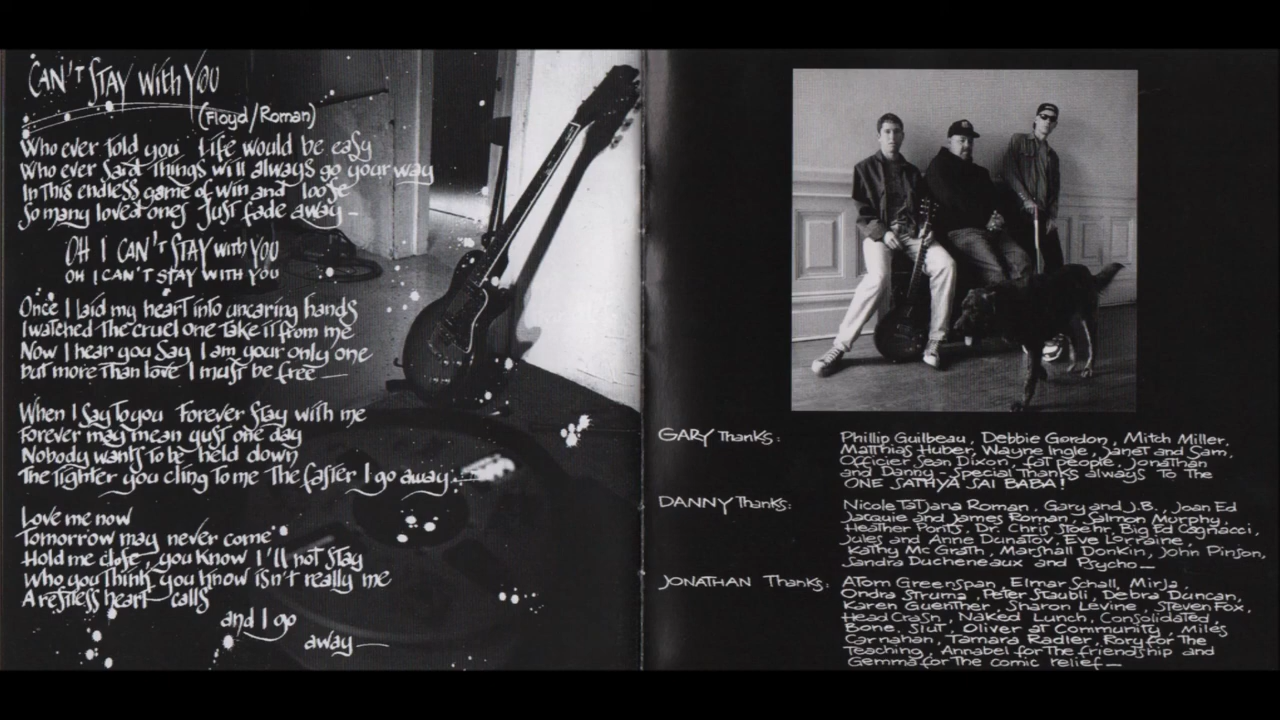 CAN'T STAY WITH YOU
(Floyd/Roman)
Who ever told you Life would be easy
Who ever said things will always go your way
In this endless game of win and loose
So many loved ones just fade away —
OH I CAN'T STAY WITH YOU
OH I CAN'T STAY WITH YOU
Once I laid my heart into uncaring hands
I watched the cruel one take it from me
Now I hear you say I am your only one
but more than love I must be free —
When I say to you Forever stay with me
Forever may mean just one day
Nobody wants to be held down
The tighter you cling to me the faster I go away —
Love me now
Tomorrow may never come
Hold me close, you know I'll not stay
Who you think you know isn't really me
A restless heart calls
and I go
away —
GARY Thanks:
Phillip Guilbeau, Debbie Gordon, Mitch Miller,
Matthias Huber, Wayne Ingle, Janet and Sam,
Officier Sean Dixon, fat people, Jonathan
and Danny - Special Thanks always To The
ONE SATHYA SAI BABA!
DANNY Thanks:
Nicole Tatjana Roman, Gary and J.B., Joan Ed
Jacquie and James Roman, Salmon Murphy,
Heather Ponts, Dr. Chris Stoehr, Big Ed Cagnacci,
Jules and Anne Dunatov, Eve Lorraine,
Kathy McGrath, Marshall Donkin, John Pinson,
Sandra Ducheneaux and Psycho —
JONATHAN Thanks:
Atom Greenspan, Elmar Schall, Mirja,
Ondra Struma, Peter Staubli, Debra Duncan,
Karen Guenther, Sharon Levine, Steven Fox,
Head Crash, Naked Lunch, Consolidated,
Bone, Slut, Oliver at Community, Miles
Carnahan, Tamara Radler, Rory for The
Teaching, Annabel for The friendship and
Gemma for The comic relief —